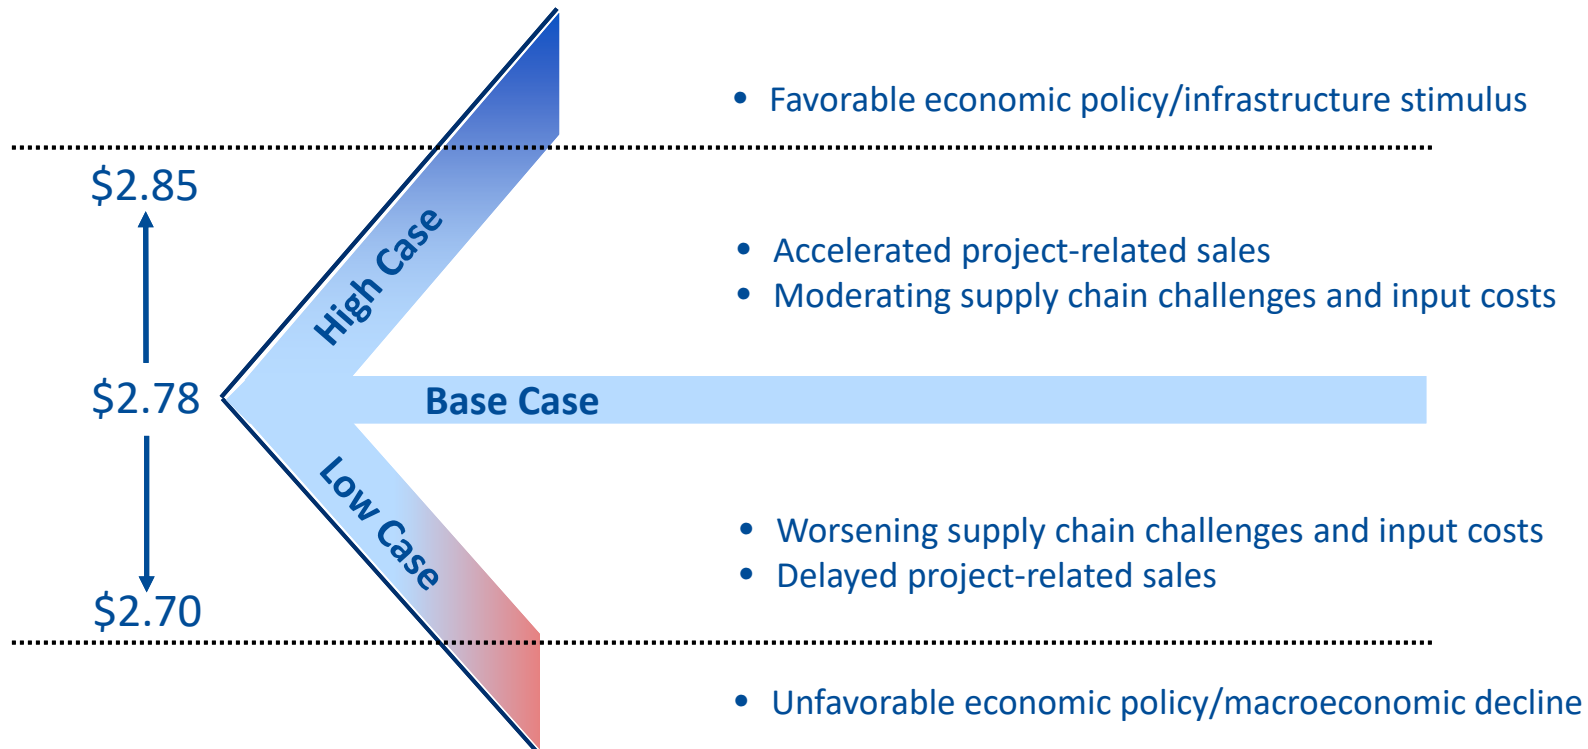 • Favorable economic policy/infrastructure stimulus
$2.85
High Case
• Accelerated project-related sales
• Moderating supply chain challenges and input costs
$2.78
Base Case
Low Case
• Worsening supply chain challenges and input costs
• Delayed project-related sales
$2.70
• Unfavorable economic policy/macroeconomic decline